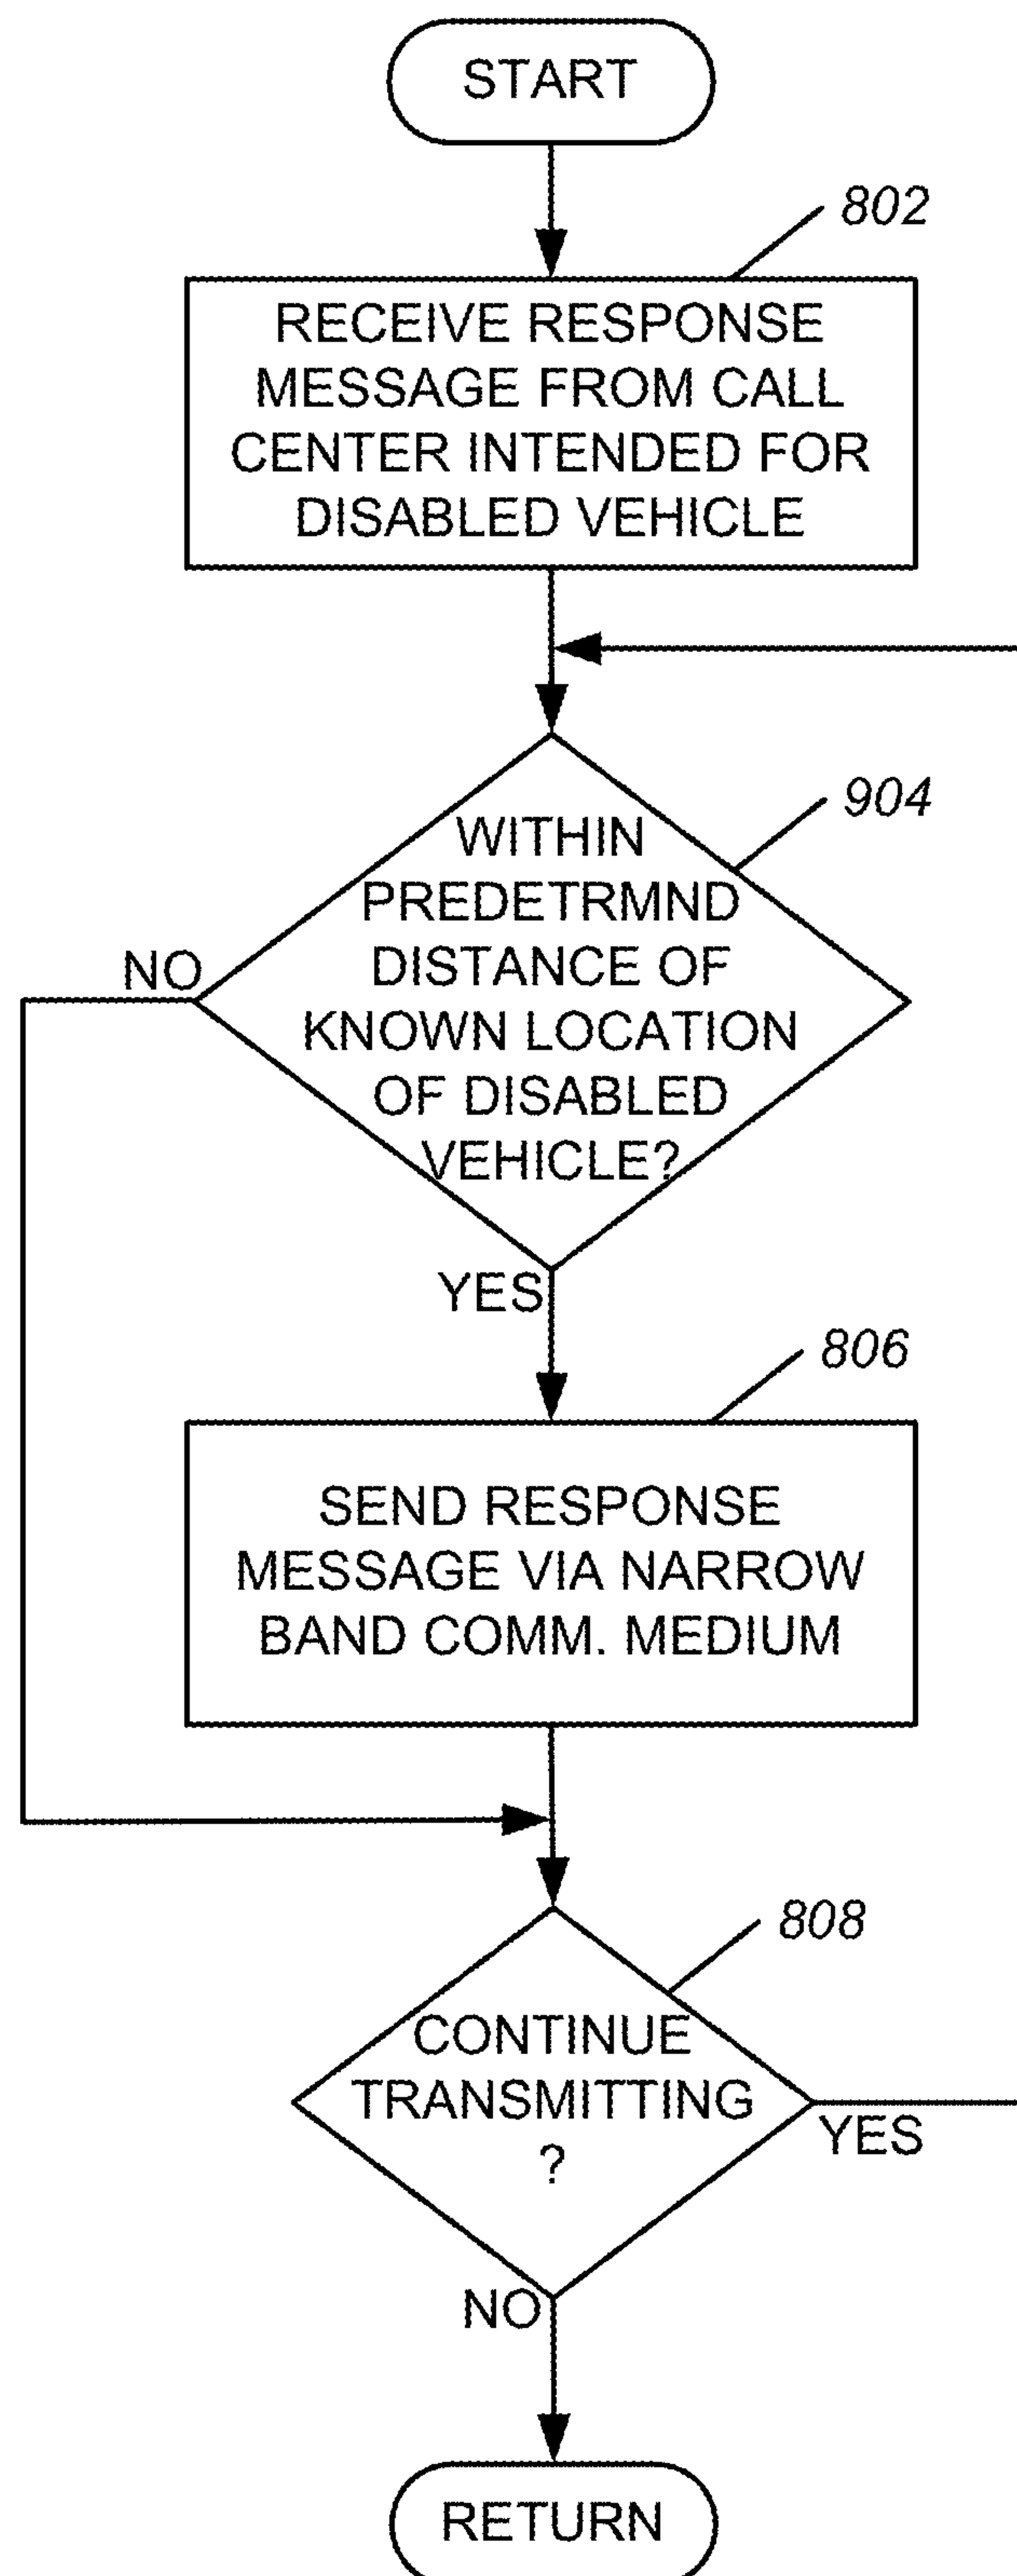 START
802
RECEIVE RESPONSE
MESSAGE FROM CALL
CENTER INTENDED FOR
DISABLED VEHICLE
904
WITHIN
PREDETRMND
DISTANCE OF
KNOWN LOCATION
OF DISABLED
VEHICLE?
NO
YES
806
SEND RESPONSE
MESSAGE VIA NARROW
BAND COMM. MEDIUM
808
CONTINUE
TRANSMITTING
?
YES
NO
RETURN